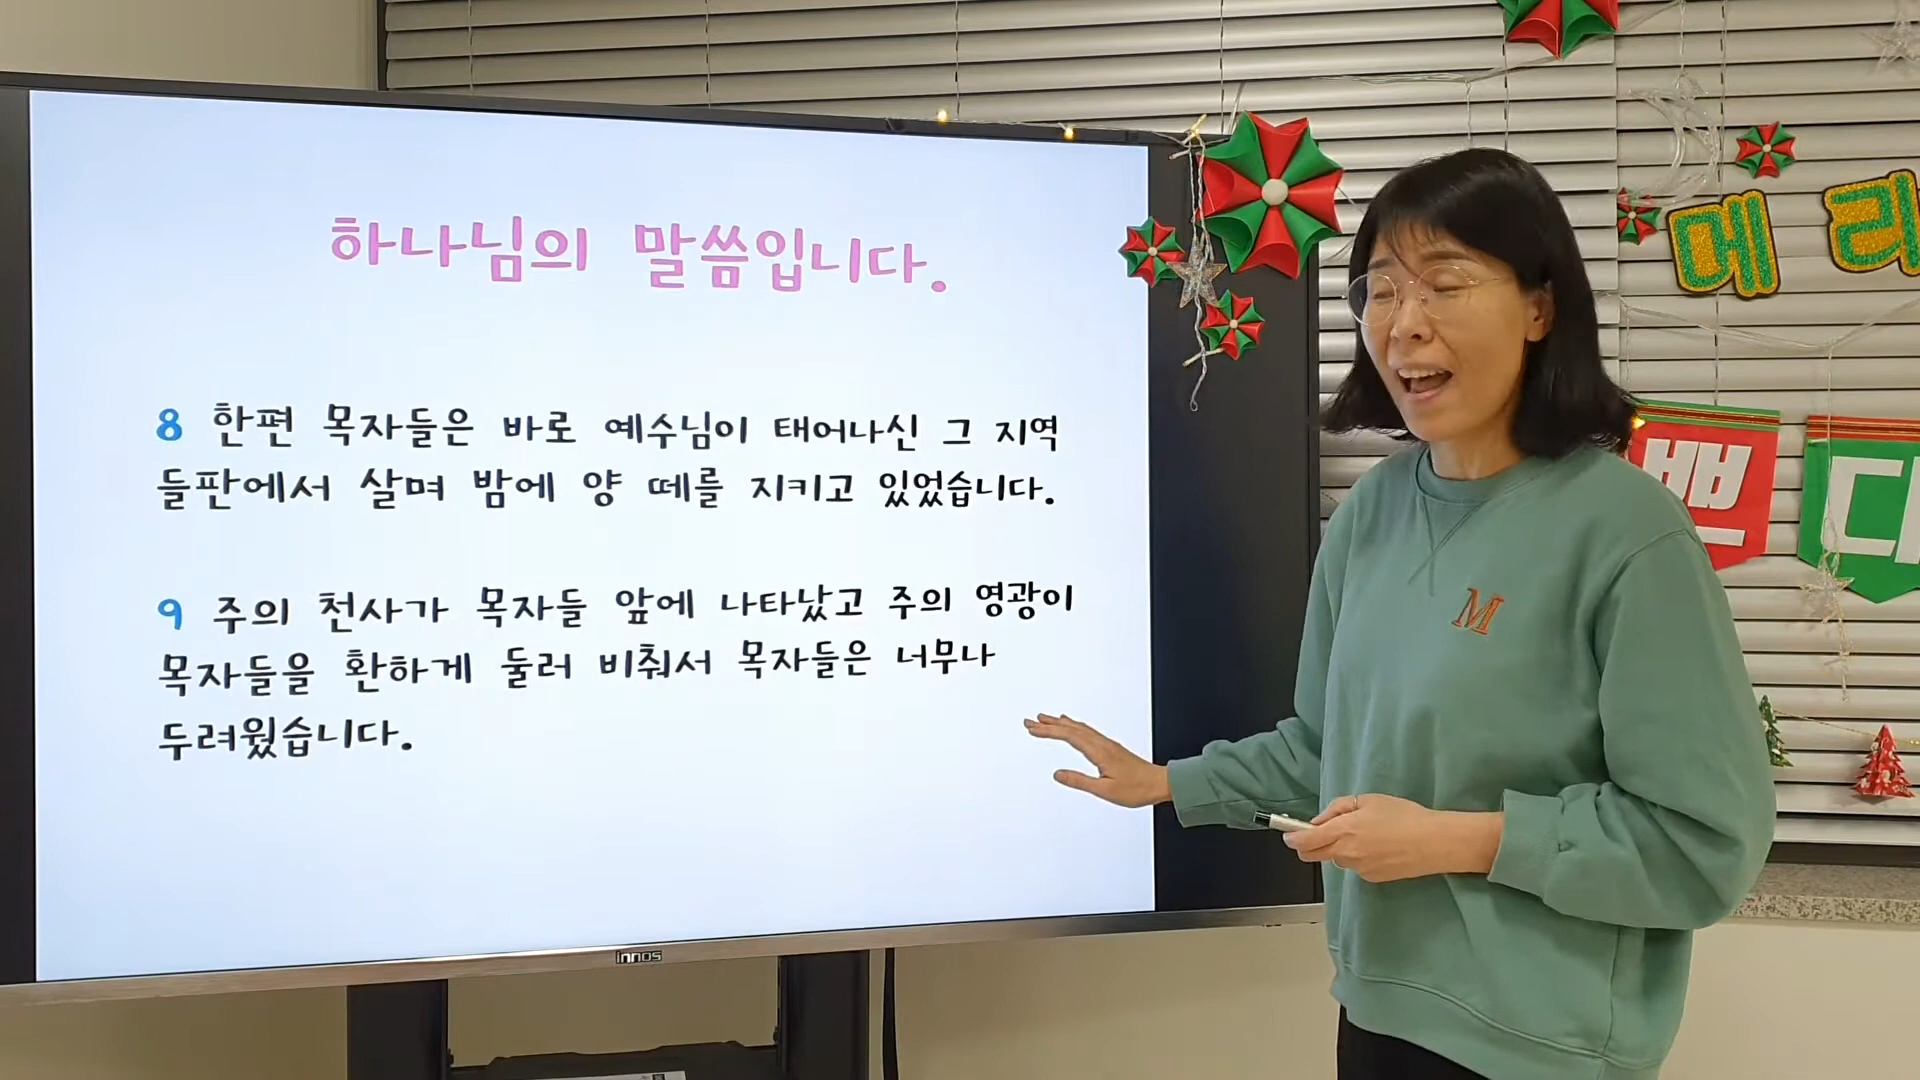 하나님의 말씀입니다.
8 한편 목자들은 바로 예수님이 태어나신 그 지역
들판에서 살며 밤에 양 떼를 지키고 있었습니다.
9 주의 천사가 목자들 앞에 나타났고 주의 영광이
목자들을 환하게 둘러 비춰서 목자들은 너무나
두려웠습니다.
innos
메리
쁘다
M